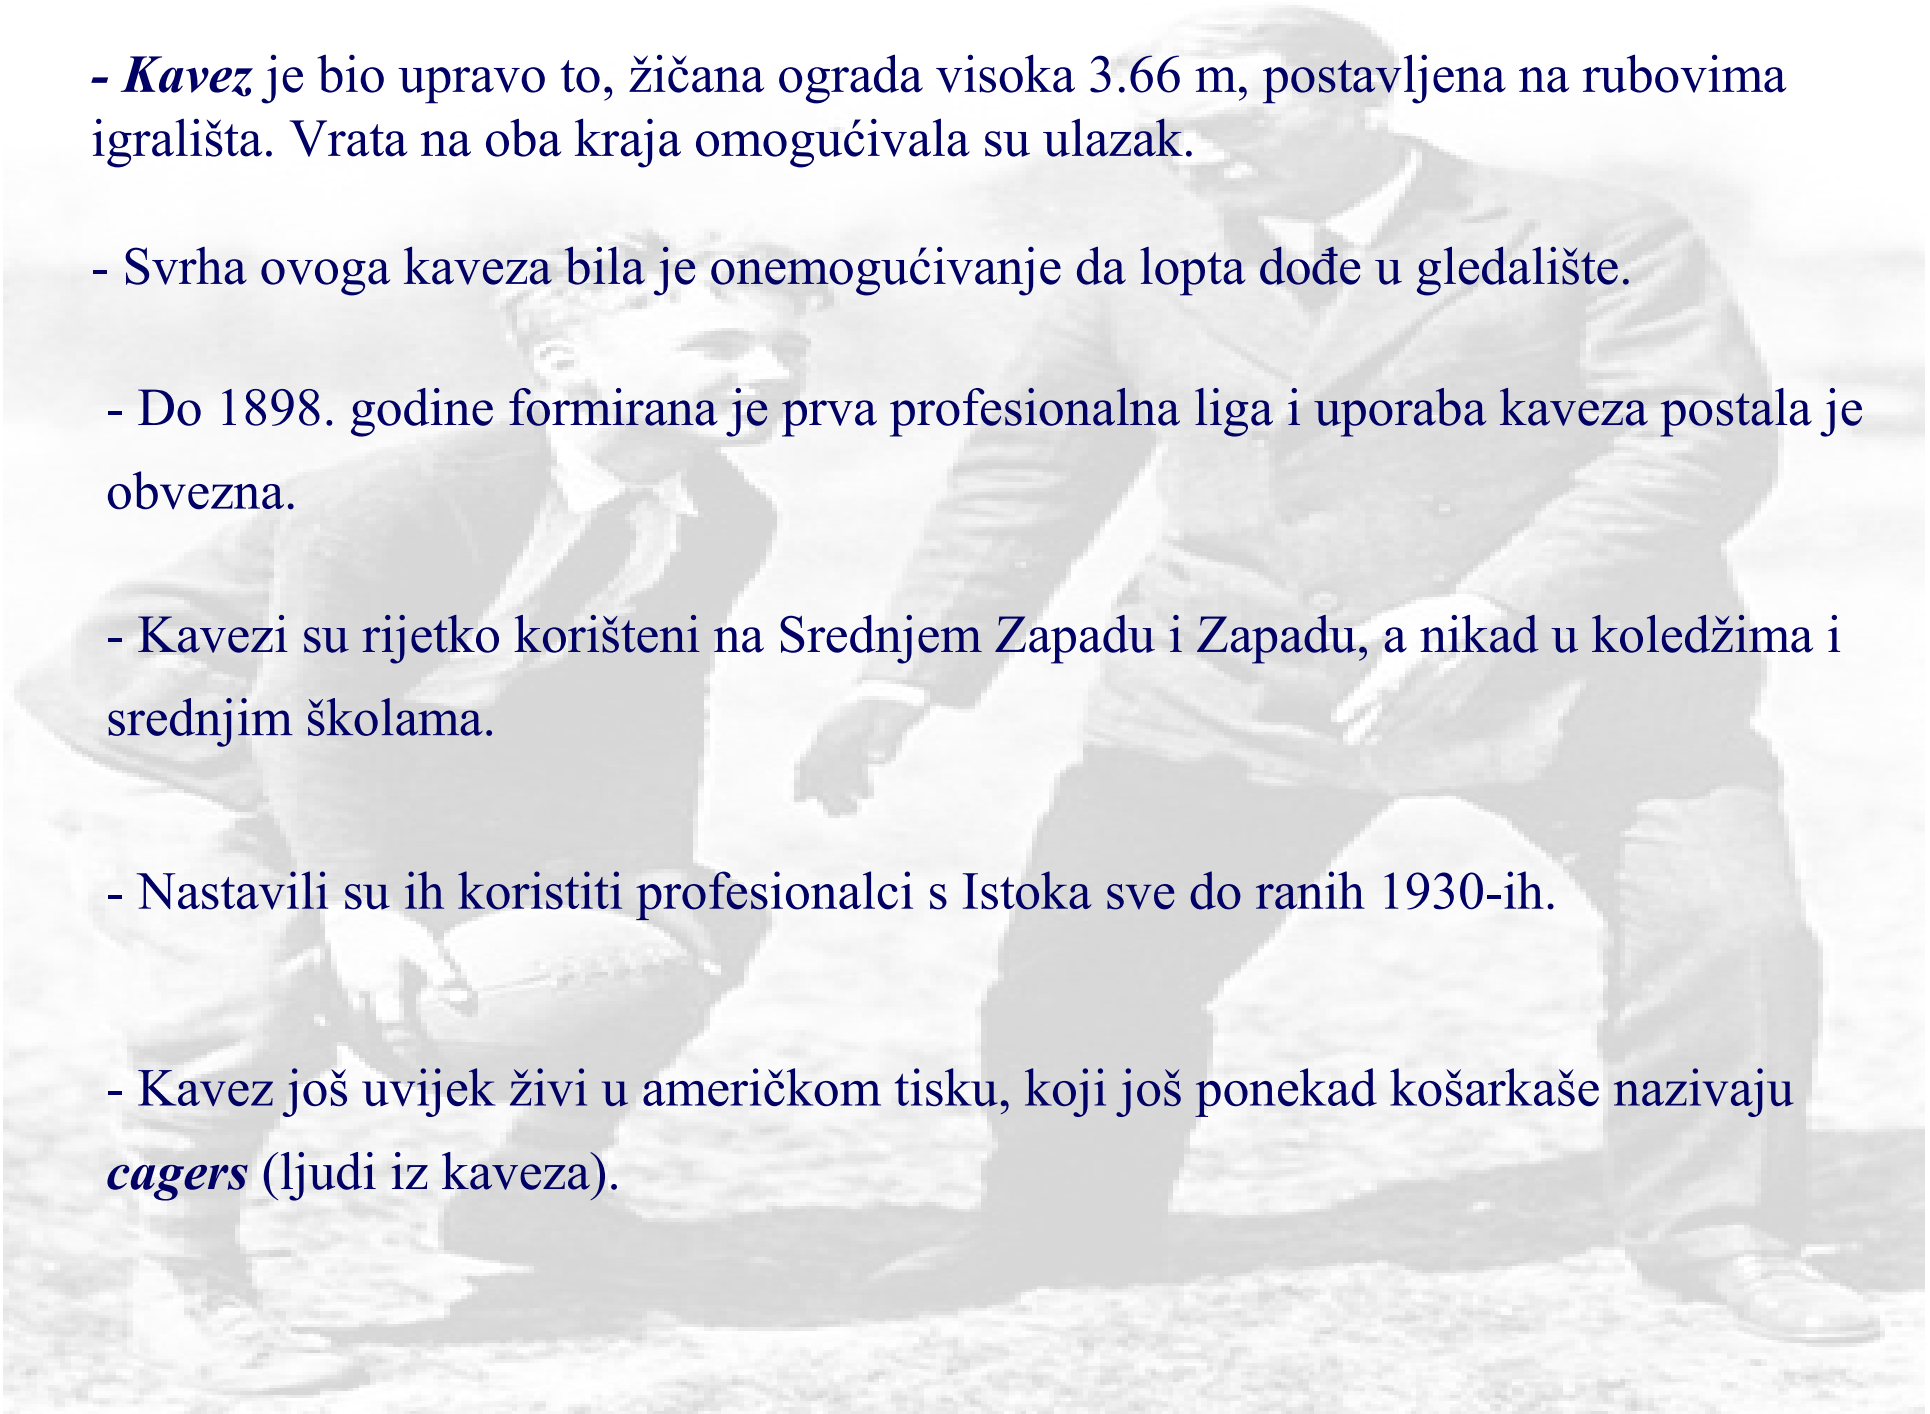 - Kavez je bio upravo to, žičana ograda visoka 3.66 m, postavljena na rubovima
igrališta. Vrata na oba kraja omogućivala su ulazak.
- Svrha ovoga kaveza bila je onemogućivanje da lopta dođe u gledalište.
- Do 1898. godine formirana je prva profesionalna liga i uporaba kaveza postala je
obvezna.
- Kavezi su rijetko korišteni na Srednjem Zapadu i Zapadu, a nikad u koledžima i
srednjim školama.
- Nastavili su ih koristiti profesionalci s Istoka sve do ranih 1930-ih.
- Kavez još uvijek živi u američkom tisku, koji još ponekad košarkaše nazivaju
cagers (ljudi iz kaveza).